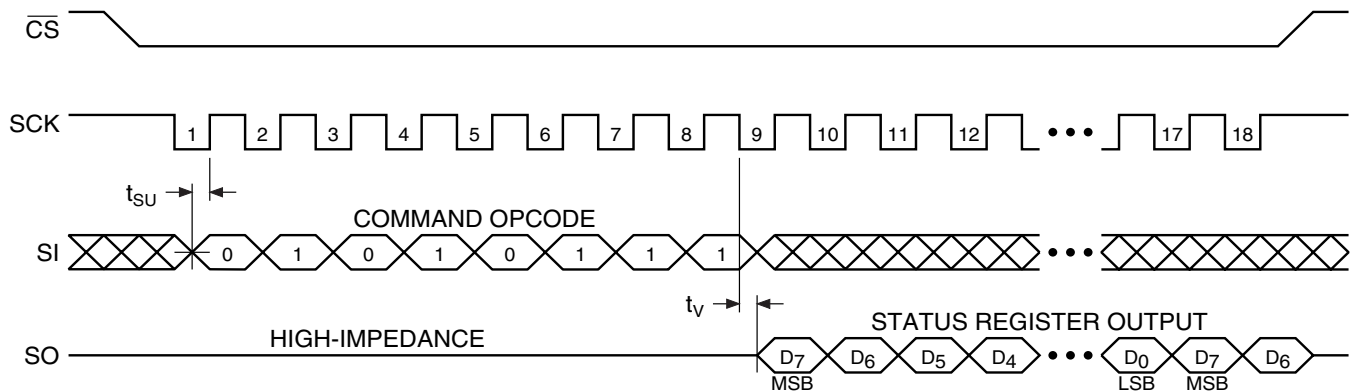 CS
SCK 1 2 3 4 5 6 7 8 9 10 11 12 ••• 17 18
tSU
COMMAND OPCODE
SI 0 1 0 1 0 1 1 1 •••
tV
HIGH-IMPEDANCE
STATUS REGISTER OUTPUT
SO D7 D6 D5 D4 ••• D0 D7 D6
MSB LSB MSB